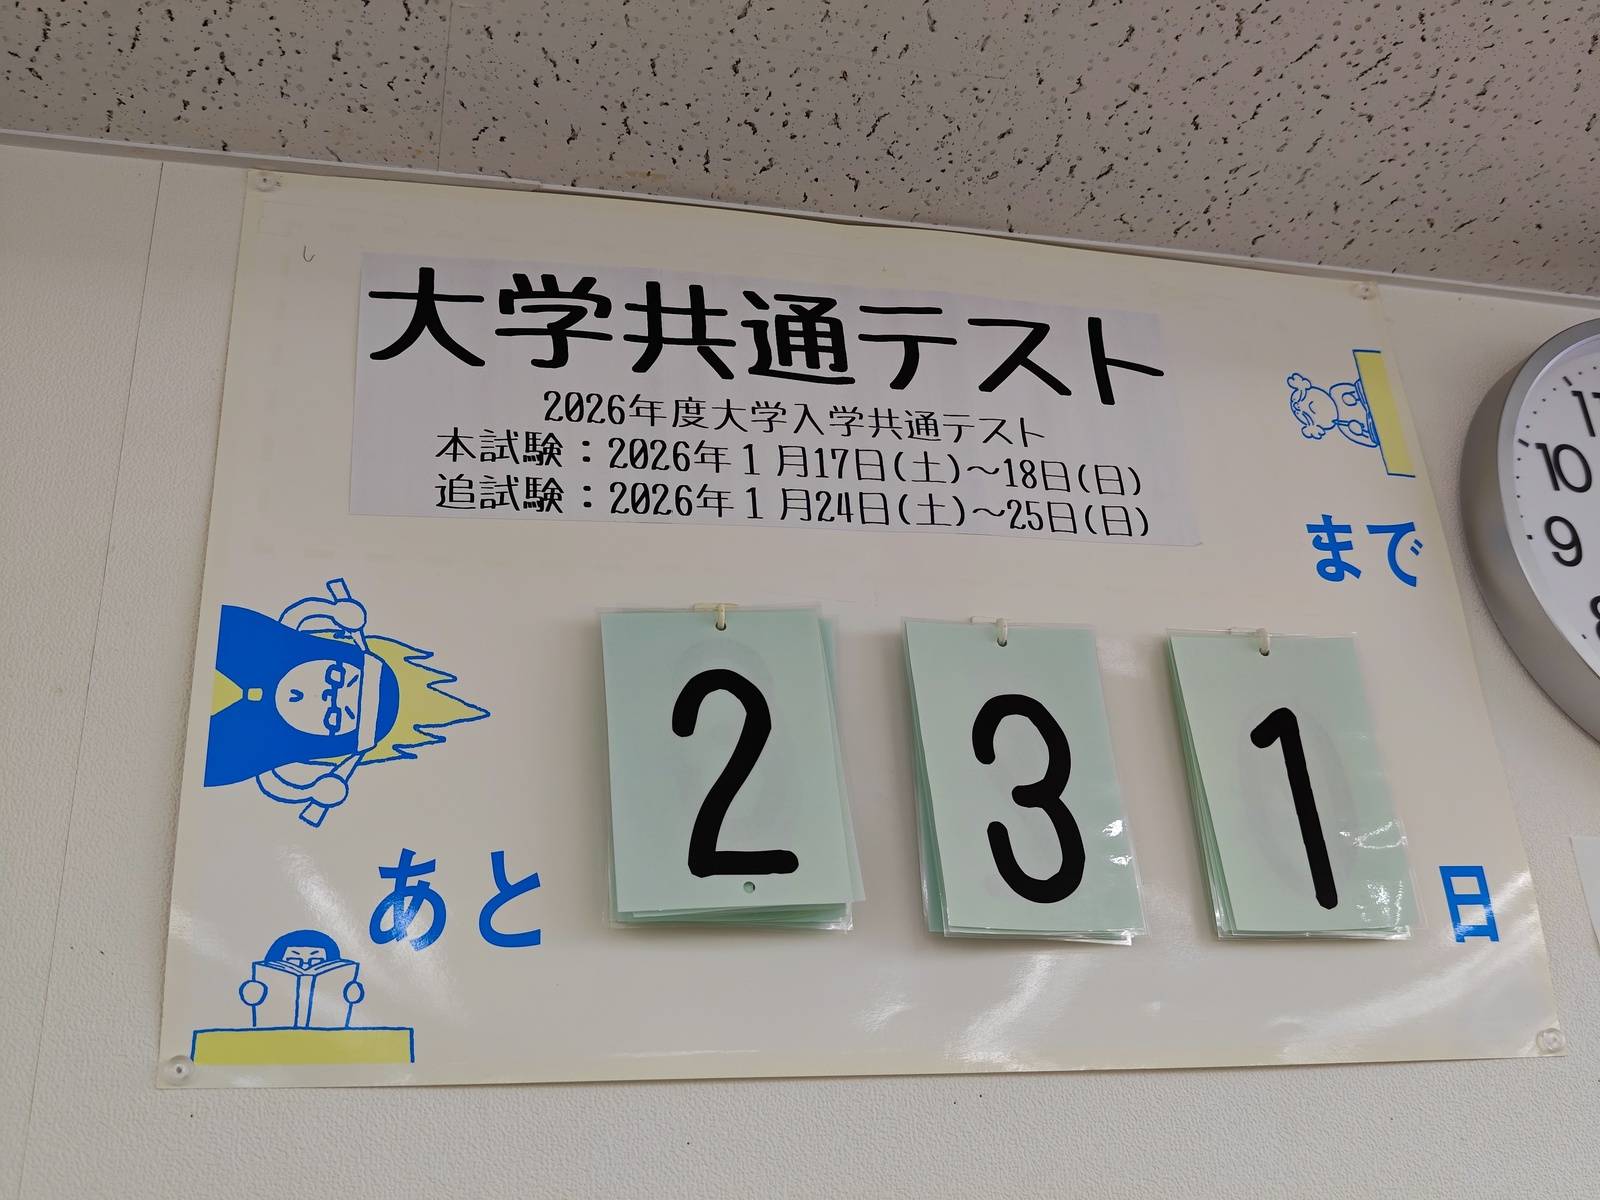 大学共通テスト
2026年度大学入学共通テスト
本試験：2026年1月17日(土)～18日(日)
追試験：2026年1月24日(土)～25日(日)
まで
あと 231 日
10
9